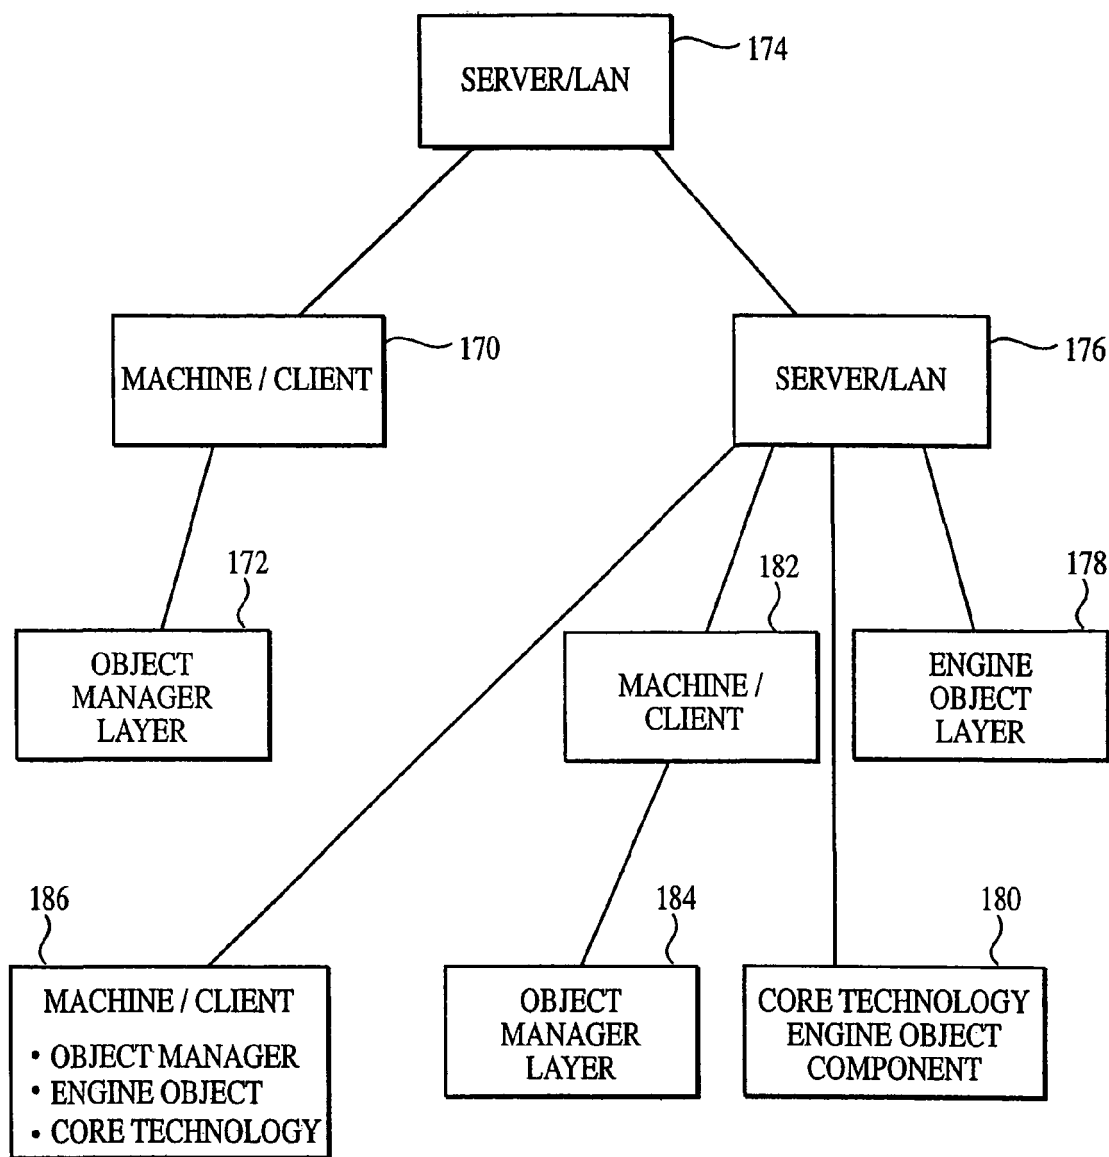 SERVER/LAN
174
MACHINE / CLIENT
170
SERVER/LAN
176
172
OBJECT
MANAGER
LAYER
182
MACHINE /
CLIENT
178
ENGINE
OBJECT
LAYER
186
MACHINE / CLIENT
• OBJECT MANAGER
• ENGINE OBJECT
• CORE TECHNOLOGY
184
OBJECT
MANAGER
LAYER
180
CORE TECHNOLOGY
ENGINE OBJECT
COMPONENT